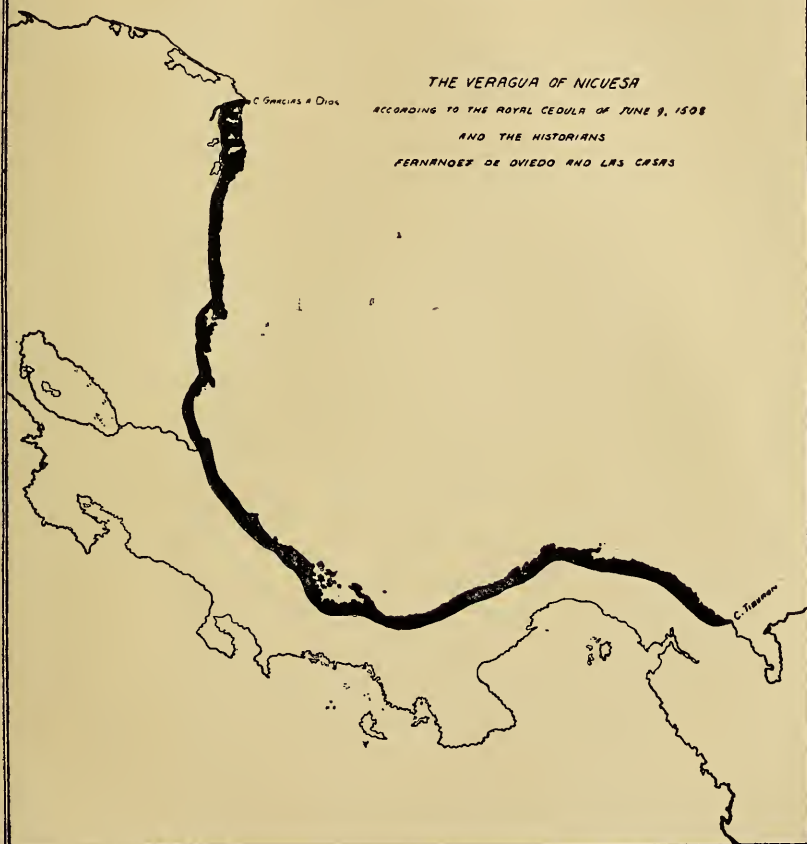 THE VERAGUA OF NICUESA
ACCORDING TO THE ROYAL CEDULA OF JUNE 9, 1508
AND THE HISTORIANS
FERNANDEZ DE OVIEDO AND LAS CASAS
C. GARCIAS A DIOS
C. TIBURON